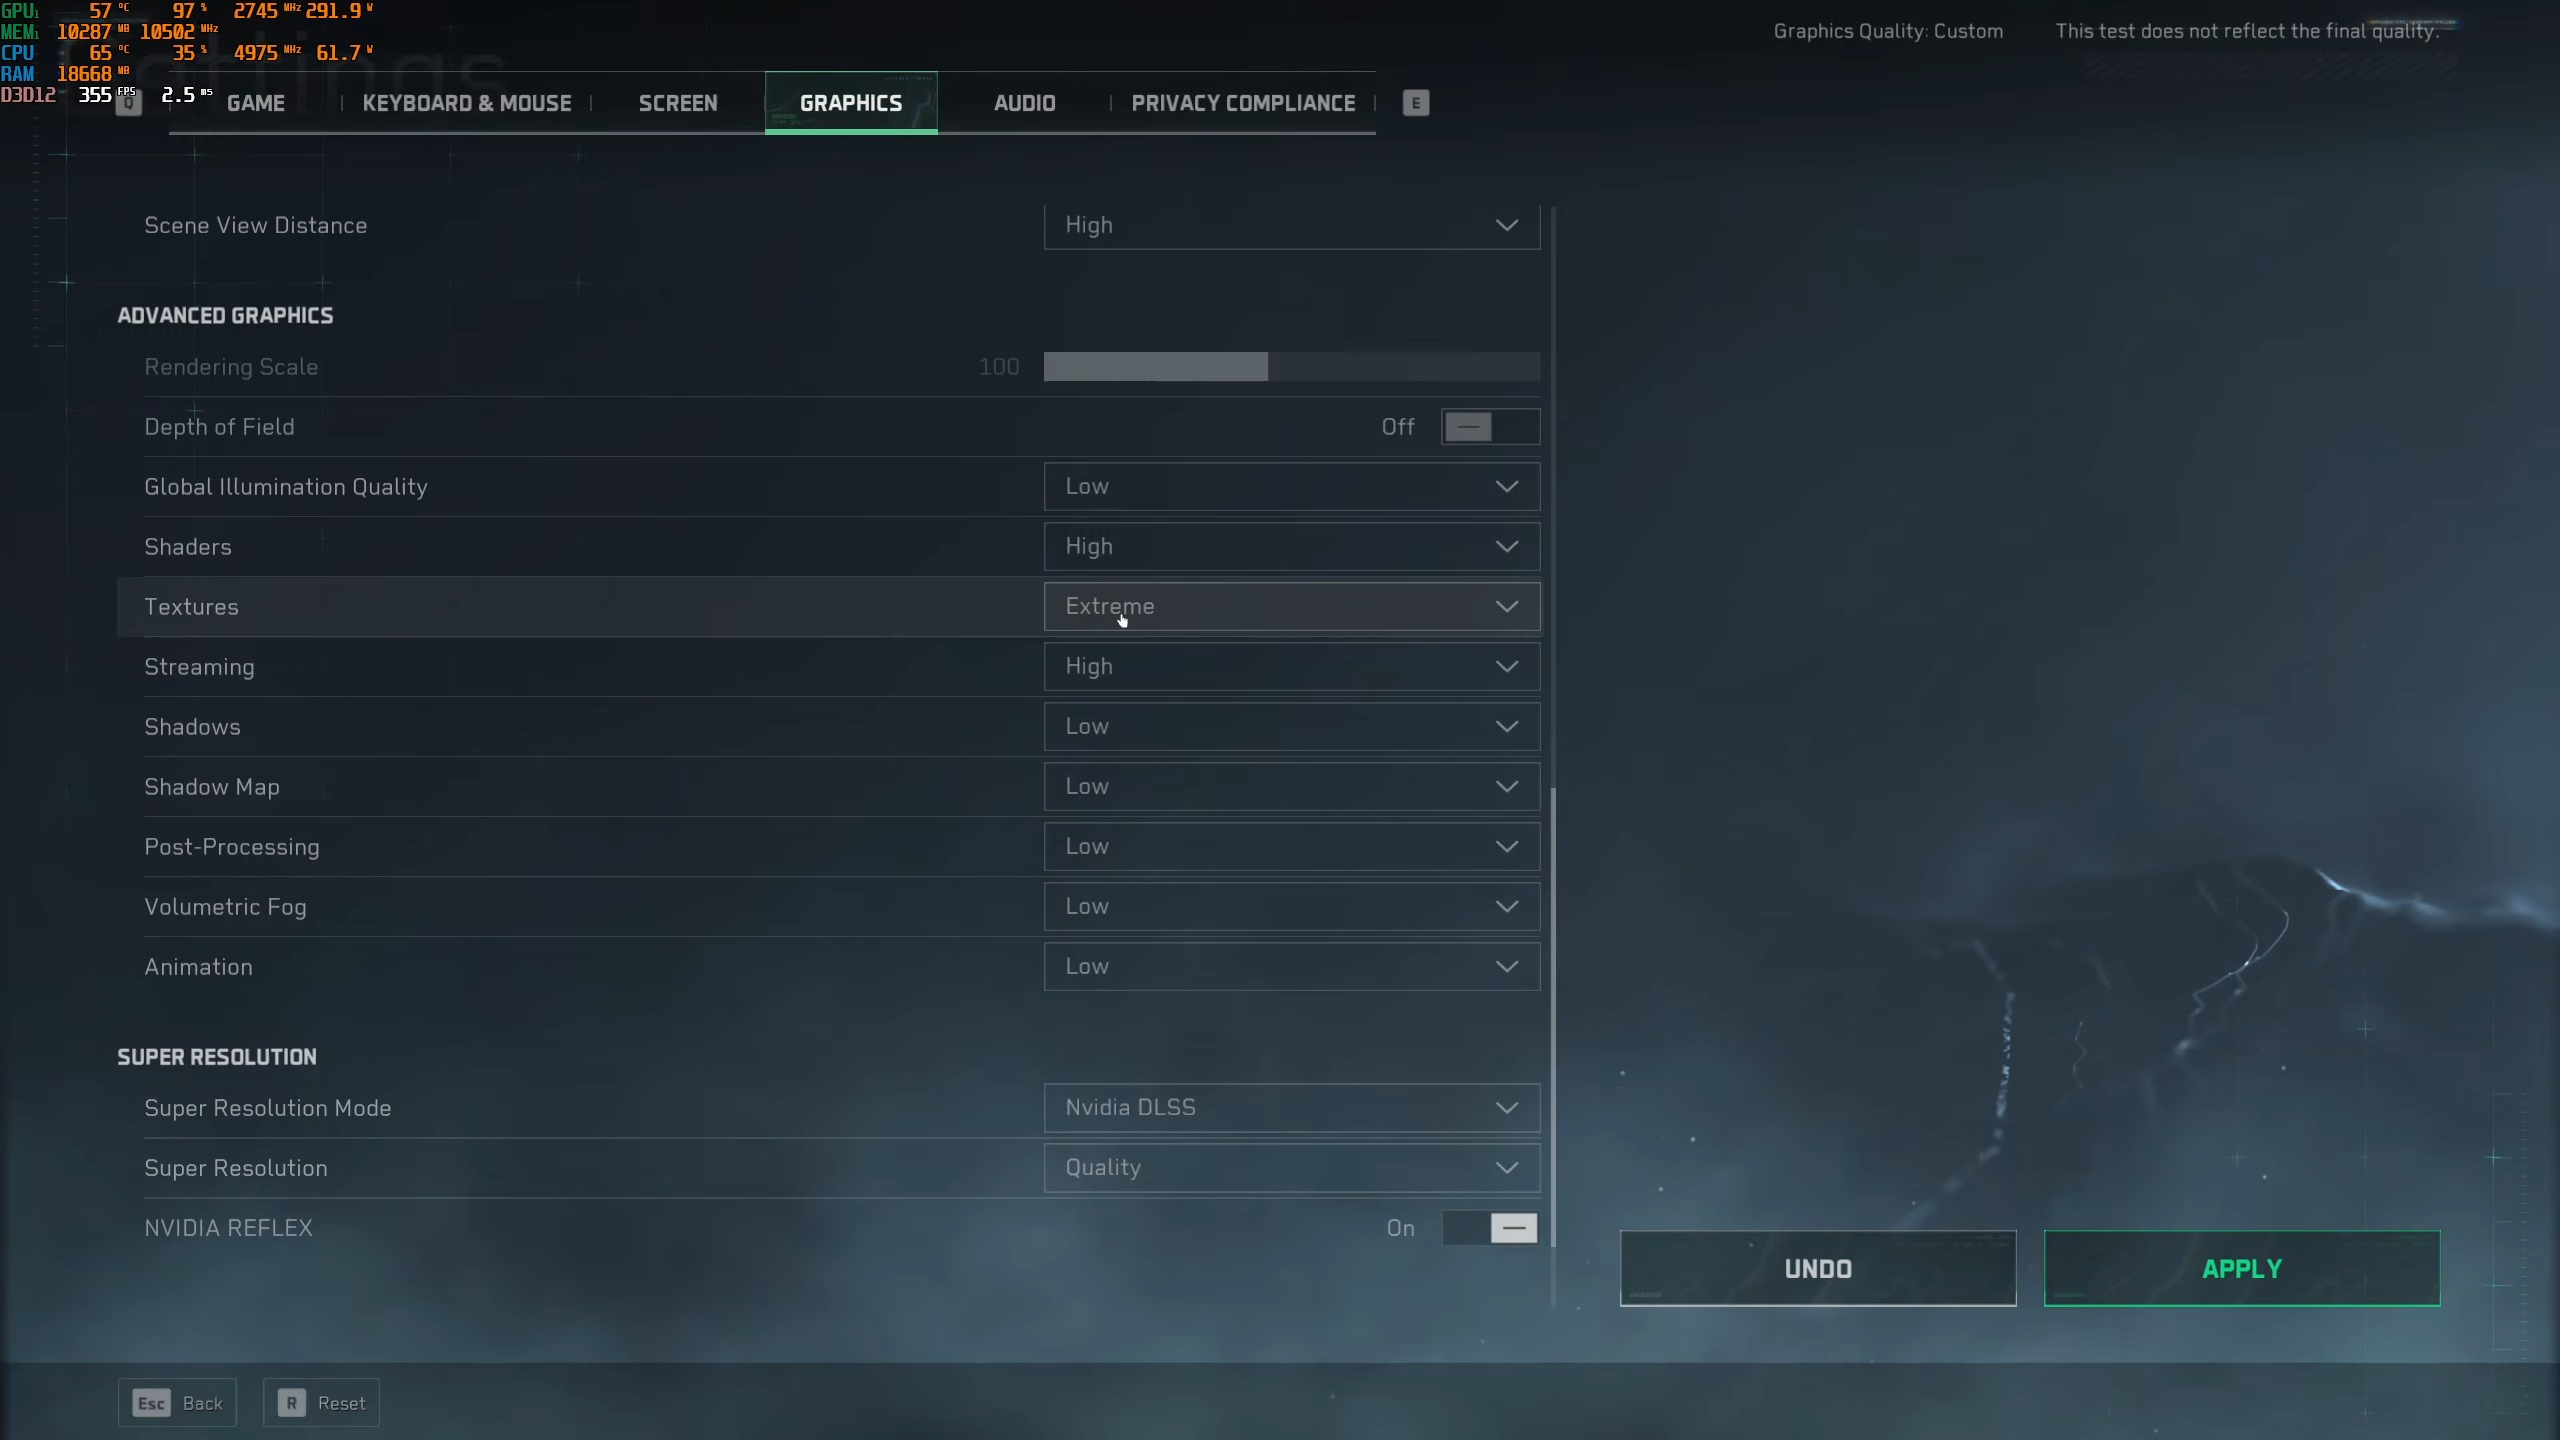 GPU1 57 °C 97 % 2745 MHz 291.9 W
MEM1 10287 MB 10502 MHz
CPU 65 °C 35 % 4975 MHz 61.7 W
RAM 18668 MB
D3D12 355 FPS 2.5 ms
Settings
Graphics Quality: Custom This test does not reflect the final quality.
Q GAME KEYBOARD & MOUSE SCREEN GRAPHICS AUDIO PRIVACY COMPLIANCE E
Scene View Distance High
ADVANCED GRAPHICS
Rendering Scale 100
Depth of Field Off
Global Illumination Quality Low
Shaders High
Textures Extreme
Streaming High
Shadows Low
Shadow Map Low
Post-Processing Low
Volumetric Fog Low
Animation Low
SUPER RESOLUTION
Super Resolution Mode Nvidia DLSS
Super Resolution Quality
NVIDIA REFLEX On
UNDO APPLY
Esc Back R Reset